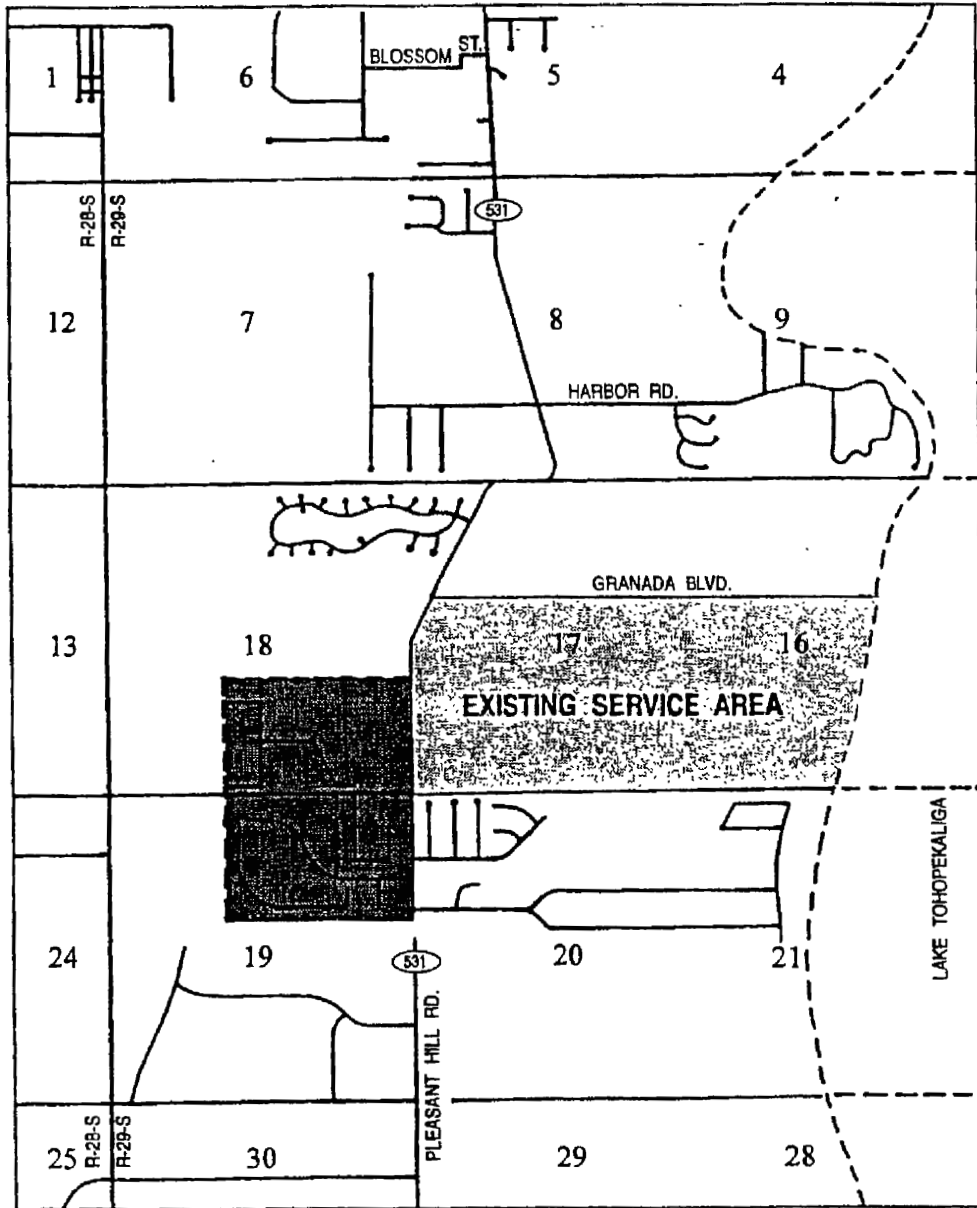 BLOSSOM ST.
1 6 5 4
R-28-S R-29-S
531
12 7 8 9
HARBOR RD.
GRANADA BLVD.
13 18 17 16
EXISTING SERVICE AREA
LAKE TOHOPEKALIGA
24 19 531 20 21
PLEASANT HILL RD.
25 R-28-S R-29-S 30 29 28